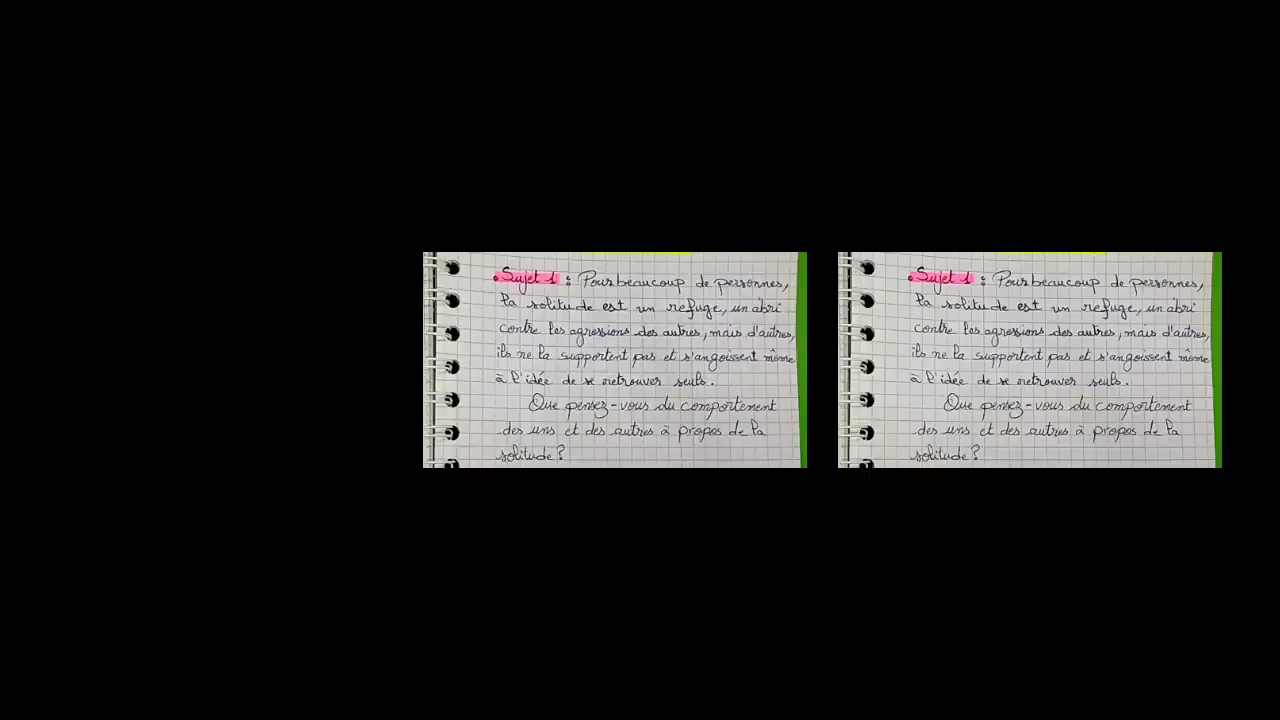 • Sujet 1 : Pour beaucoup de personnes,
la solitude est un refuge, un abri
contre les agressions des autres, mais d'autres,
ils ne la supportent pas et s'angoissent même
à l'idée de se retrouver seuls.
Que pensez-vous du comportement
des uns et des autres à propos de la
solitude ?
• Sujet 1 : Pour beaucoup de personnes,
la solitude est un refuge, un abri
contre les agressions des autres, mais d'autres,
ils ne la supportent pas et s'angoissent même
à l'idée de se retrouver seuls.
Que pensez-vous du comportement
des uns et des autres à propos de la
solitude ?